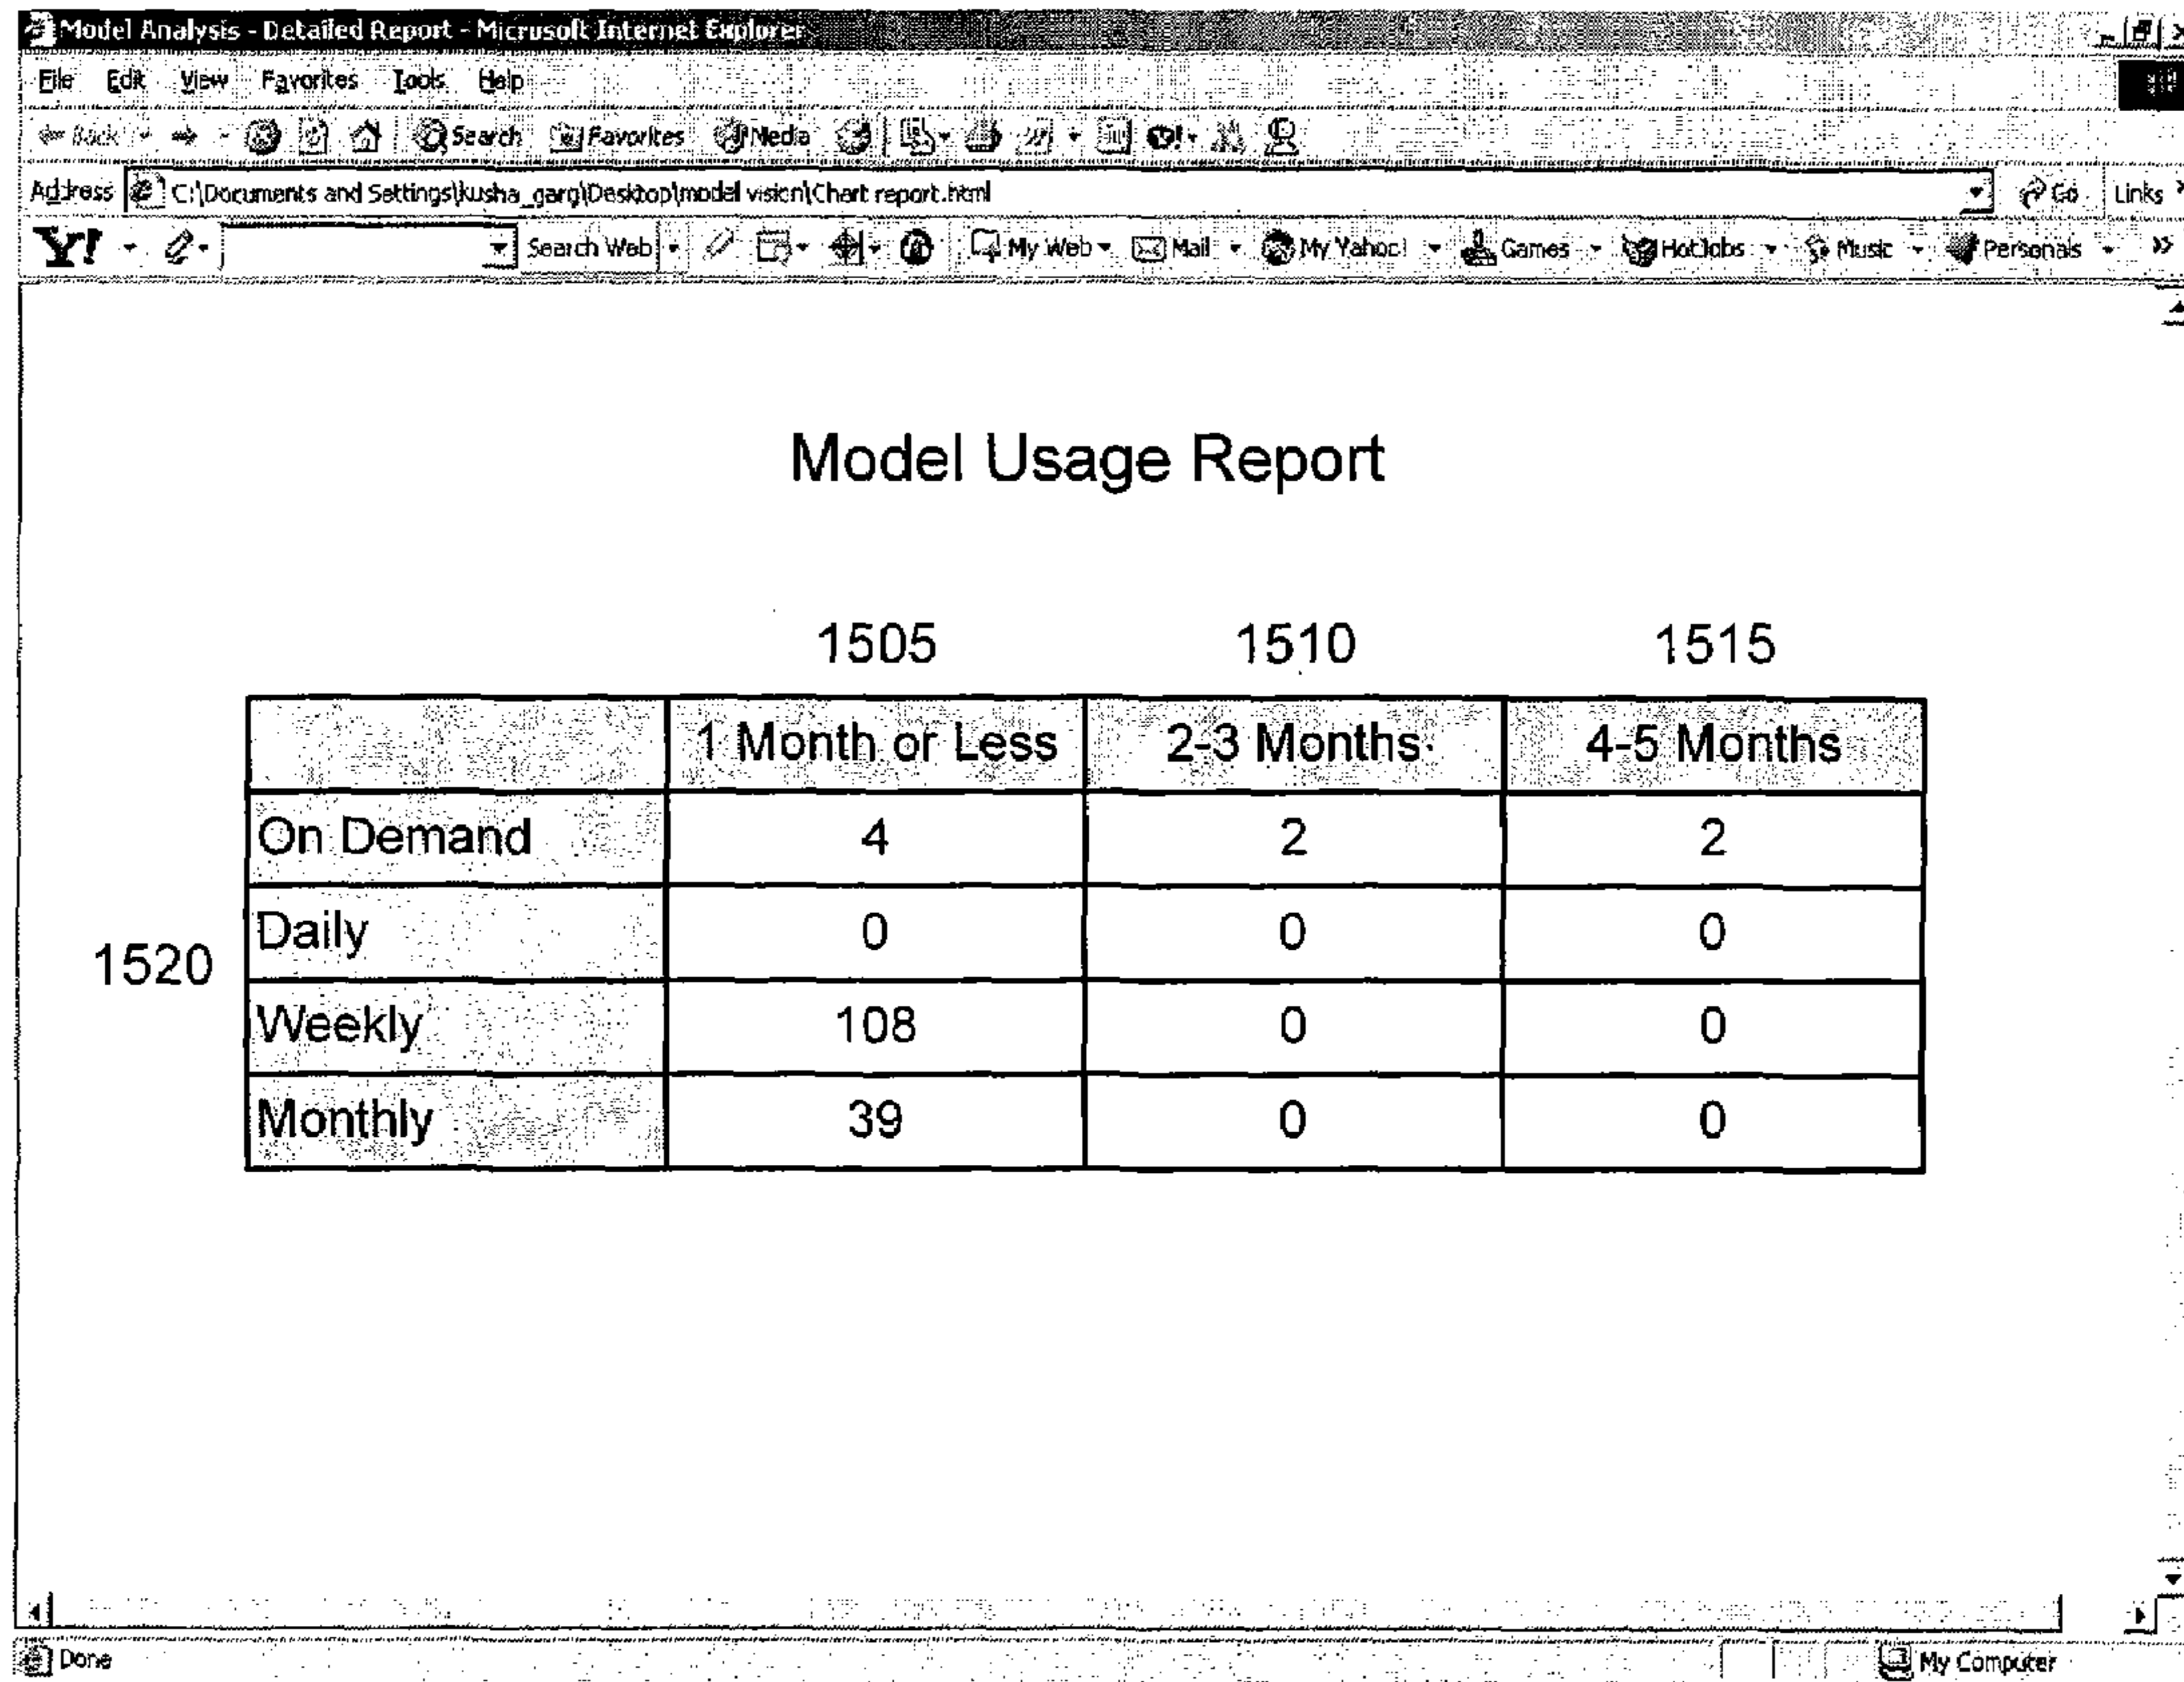 Model Analysis - Detailed Report - Microsoft Internet Explorer
File Edit View Favorites Tools Help
Back Search Favorites Media
Address C:\Documents and Settings\kusha_garg\Desktop\model vision\Chart report.html Go Links
Y! Search Web My Web Mail My Yahoo! Games HotJobs Music Personals
Model Usage Report
1505 1510 1515
1 Month or Less 2-3 Months 4-5 Months
On Demand 4 2 2
Daily 0 0 0
1520
Weekly 108 0 0
Monthly 39 0 0
Done My Computer